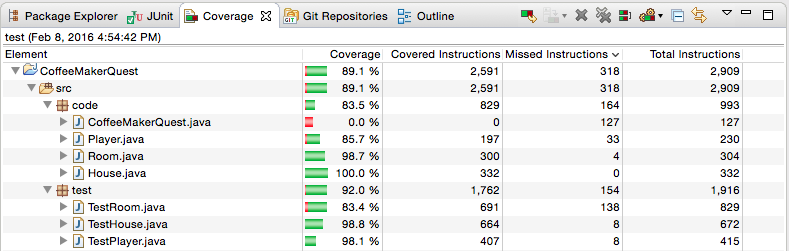 Package Explorer JUnit Coverage Git Repositories Outline
test (Feb 8, 2016 4:54:42 PM)
Element Coverage Covered Instructions Missed Instructions Total Instructions
CoffeeMakerQuest 89.1 % 2,591 318 2,909
src 89.1 % 2,591 318 2,909
code 83.5 % 829 164 993
CoffeeMakerQuest.java 0.0 % 0 127 127
Player.java 85.7 % 197 33 230
Room.java 98.7 % 300 4 304
House.java 100.0 % 332 0 332
test 92.0 % 1,762 154 1,916
TestRoom.java 83.4 % 691 138 829
TestHouse.java 98.8 % 664 8 672
TestPlayer.java 98.1 % 407 8 415